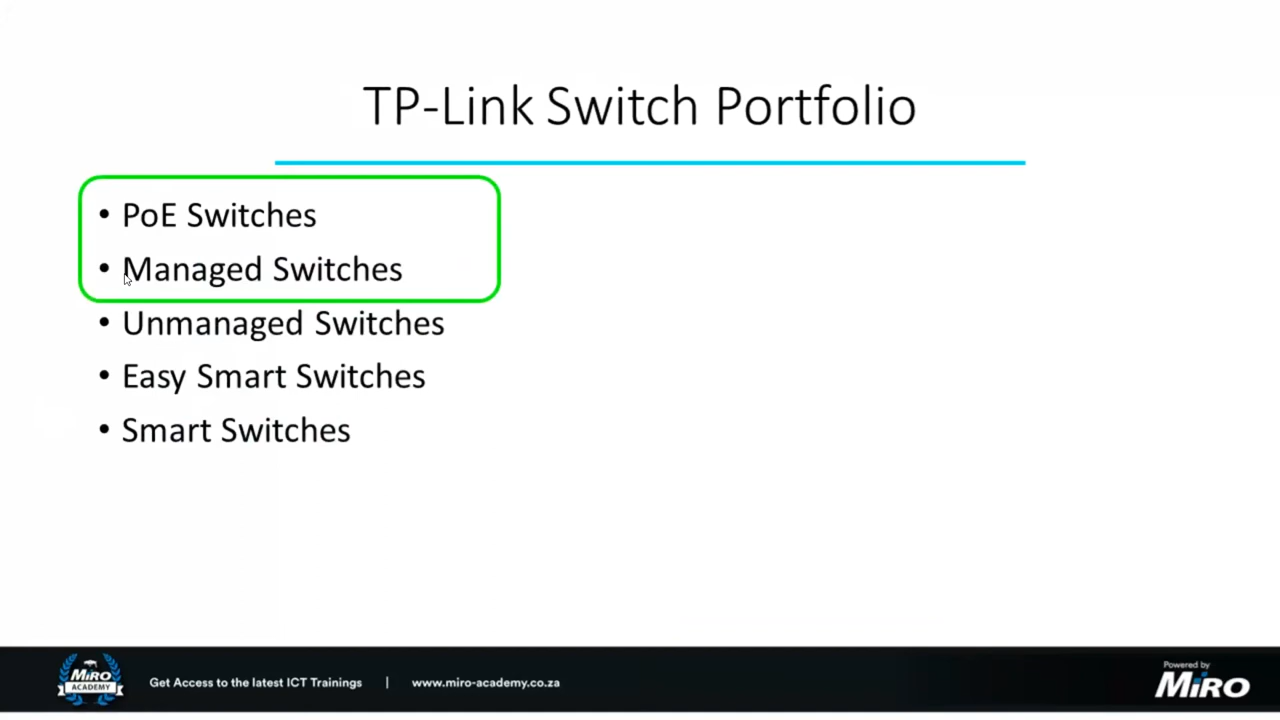 TP-Link Switch Portfolio
• PoE Switches
• Managed Switches
• Unmanaged Switches
• Easy Smart Switches
• Smart Switches
MiRO
ACADEMY
Get Access to the latest ICT Trainings | www.miro-academy.co.za
Powered by
MiRO